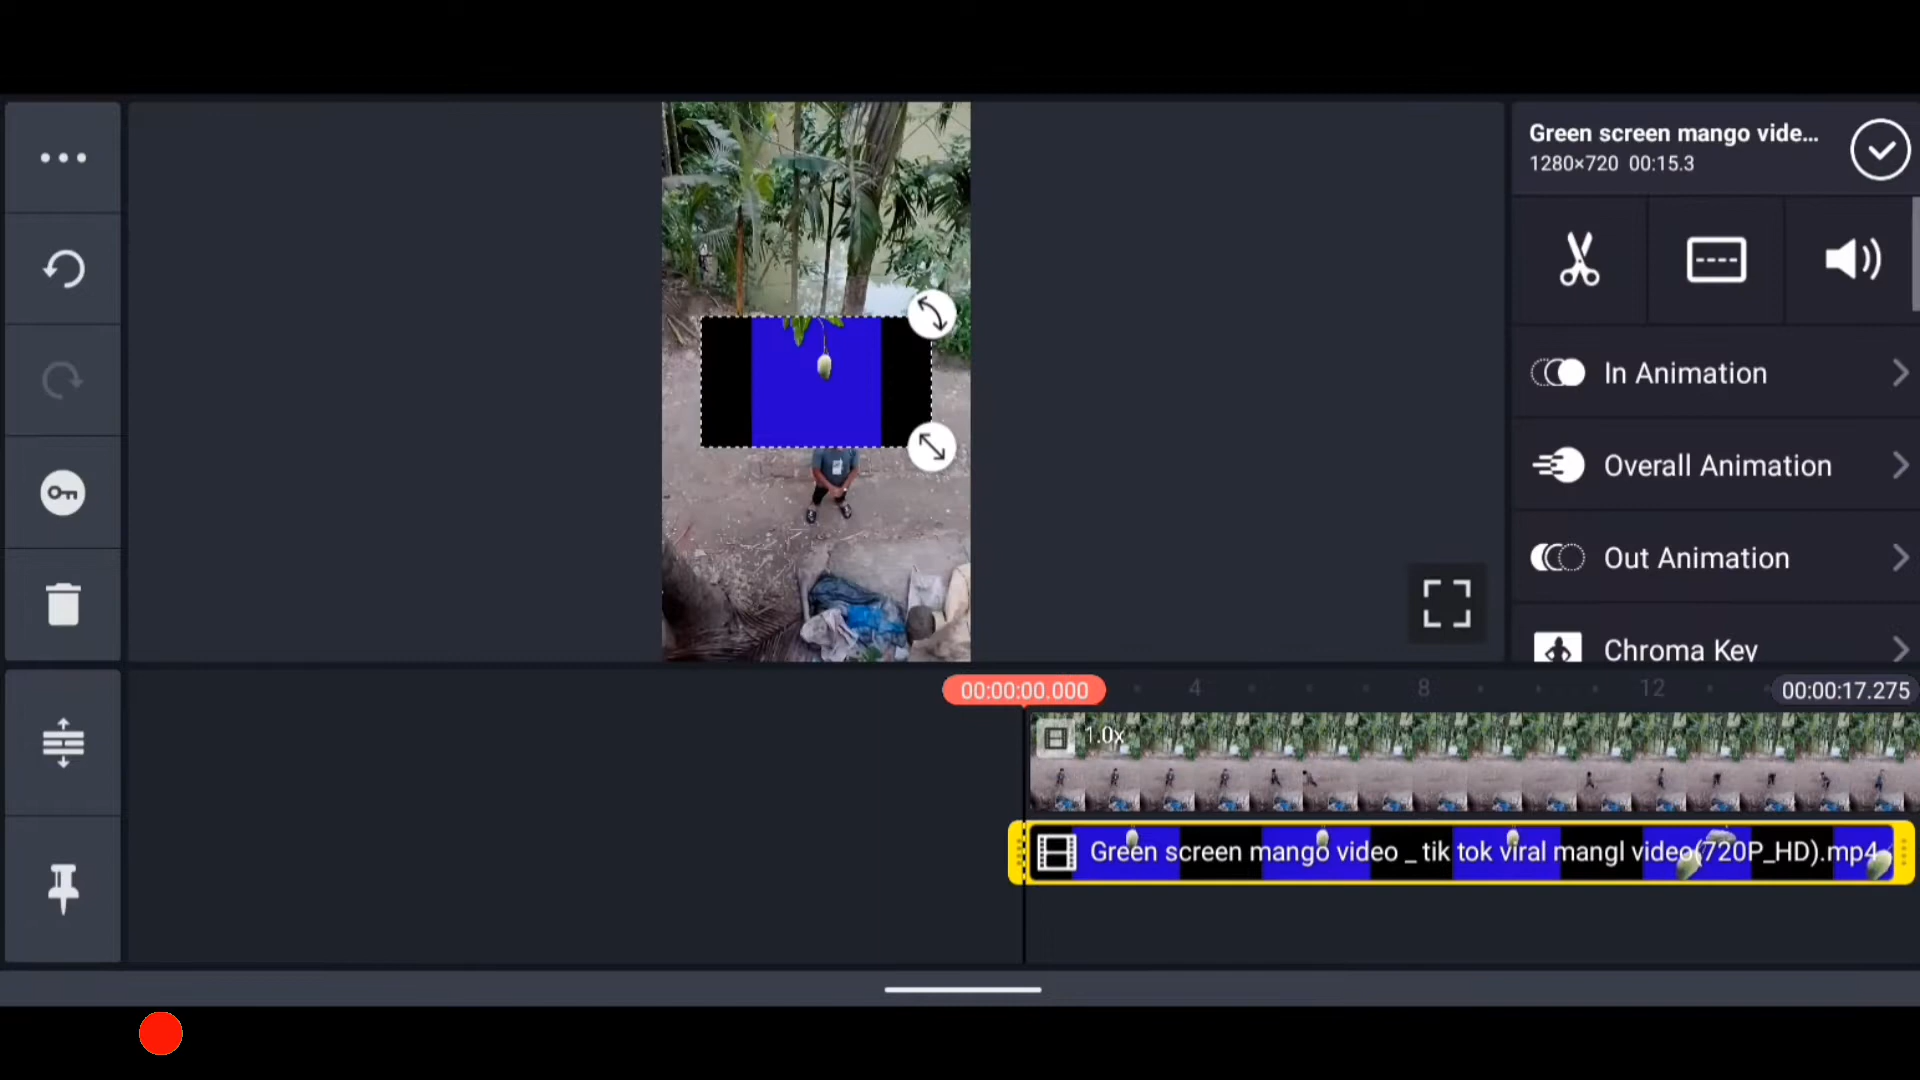 Green screen mango vide...
1280×720 00:15.3
In Animation
Overall Animation
Out Animation
Chroma Key
00:00:00.000
4
8
12
00:00:17.275
1.0x
Green screen mango video _ tik tok viral mangl video(720P_HD).mp4